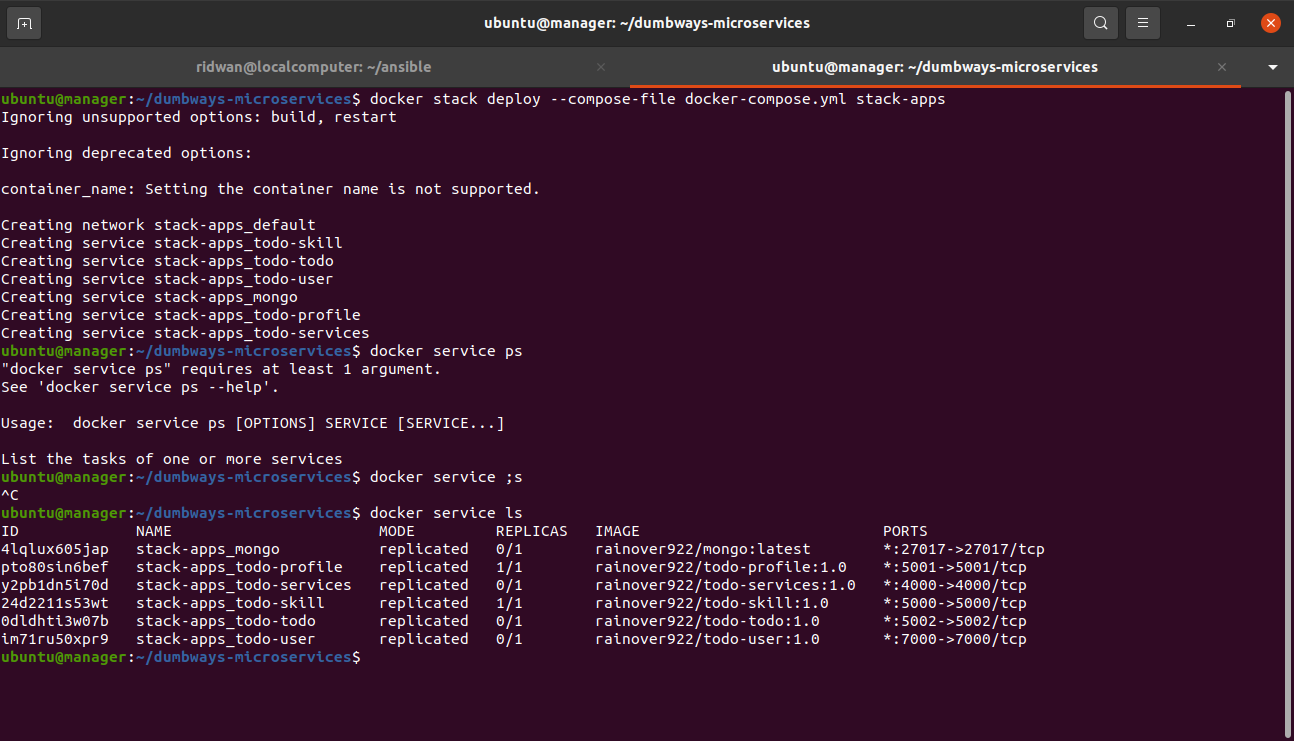 ubuntu@manager: ~/dumbways-microservices
ridwan@localcomputer: ~/ansible
ubuntu@manager: ~/dumbways-microservices
ubuntu@manager:~/dumbways-microservices$ docker stack deploy --compose-file docker-compose.yml stack-apps
Ignoring unsupported options: build, restart
Ignoring deprecated options:
container_name: Setting the container name is not supported.
Creating network stack-apps_default
Creating service stack-apps_todo-skill
Creating service stack-apps_todo-todo
Creating service stack-apps_todo-user
Creating service stack-apps_mongo
Creating service stack-apps_todo-profile
Creating service stack-apps_todo-services
ubuntu@manager:~/dumbways-microservices$ docker service ps
"docker service ps" requires at least 1 argument.
See 'docker service ps --help'.
Usage:  docker service ps [OPTIONS] SERVICE [SERVICE...]
List the tasks of one or more services
ubuntu@manager:~/dumbways-microservices$ docker service ;s
^C
ubuntu@manager:~/dumbways-microservices$ docker service ls
ID             NAME                       MODE         REPLICAS   IMAGE                           PORTS
4lqlux605jap   stack-apps_mongo           replicated   0/1        rainover922/mongo:latest        *:27017->27017/tcp
pto80sin6bef   stack-apps_todo-profile    replicated   1/1        rainover922/todo-profile:1.0    *:5001->5001/tcp
y2pb1dn5i70d   stack-apps_todo-services   replicated   0/1        rainover922/todo-services:1.0   *:4000->4000/tcp
24d2211s53wt   stack-apps_todo-skill      replicated   1/1        rainover922/todo-skill:1.0      *:5000->5000/tcp
0dldhti3w07b   stack-apps_todo-todo       replicated   0/1        rainover922/todo-todo:1.0       *:5002->5002/tcp
im71ru50xpr9   stack-apps_todo-user       replicated   0/1        rainover922/todo-user:1.0       *:7000->7000/tcp
ubuntu@manager:~/dumbways-microservices$